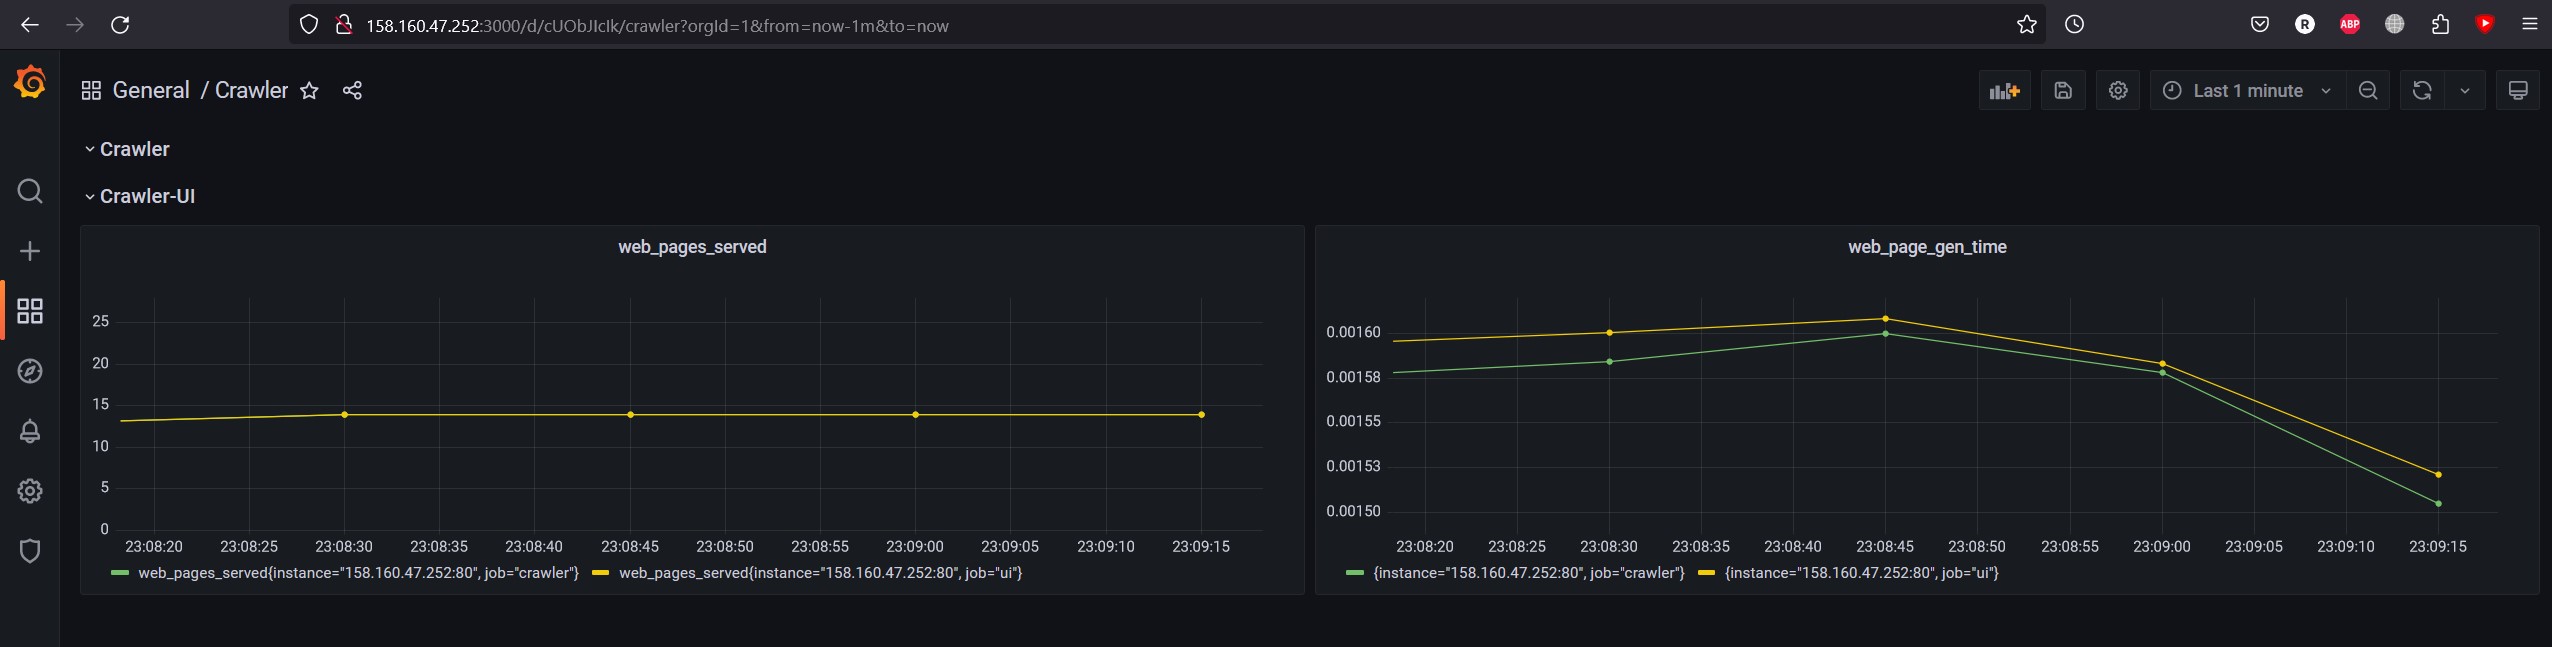 158.160.47.252:3000/d/cUObJIcIk/crawler?orgId=1&from=now-1m&to=now
R
ABP
General / Crawler
Last 1 minute
Crawler
Crawler-UI
web_pages_served
25
20
15
10
5
0
23:08:20 23:08:25 23:08:30 23:08:35 23:08:40 23:08:45 23:08:50 23:08:55 23:09:00 23:09:05 23:09:10 23:09:15
web_pages_served{instance="158.160.47.252:80", job="crawler"} web_pages_served{instance="158.160.47.252:80", job="ui"}
web_page_gen_time
0.00160
0.00158
0.00155
0.00153
0.00150
23:08:20 23:08:25 23:08:30 23:08:35 23:08:40 23:08:45 23:08:50 23:08:55 23:09:00 23:09:05 23:09:10 23:09:15
{instance="158.160.47.252:80", job="crawler"} {instance="158.160.47.252:80", job="ui"}